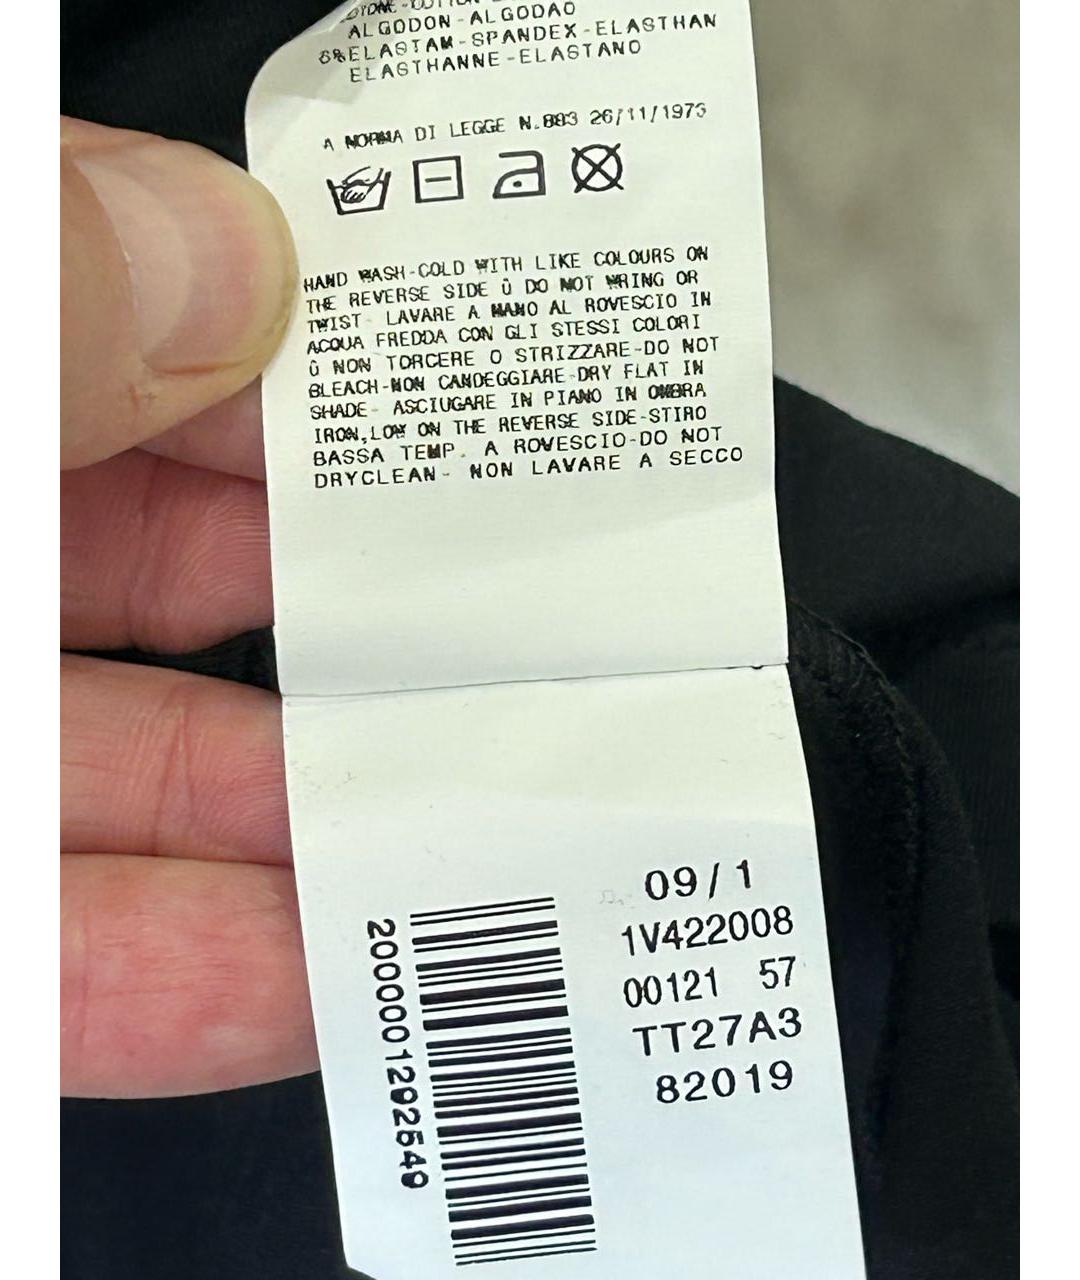 ALGODON-ALGODAO
6%ELASTAM-SPANDEX-ELASTHAN
ELASTHANNE-ELASTANO
A NORMA DI LEGGE N.883 26/11/1973
HAND WASH-COLD WITH LIKE COLOURS ON
THE REVERSE SIDE Û DO NOT WRING OR
TWIST- LAVARE A MANO AL ROVESCIO IN
ACQUA FREDDA CON GLI STESSI COLORI
Û NON TORCERE O STRIZZARE-DO NOT
BLEACH-NON CANDEGGIARE-DRY FLAT IN
SHADE- ASCIUGARE IN PIANO IN OMBRA
IRON,LOW ON THE REVERSE SIDE-STIRO
BASSA TEMP. A ROVESCIO-DO NOT
DRYCLEAN- NON LAVARE A SECCO
09/1
1V422008
00121 57
TT27A3
82019
2000001292549